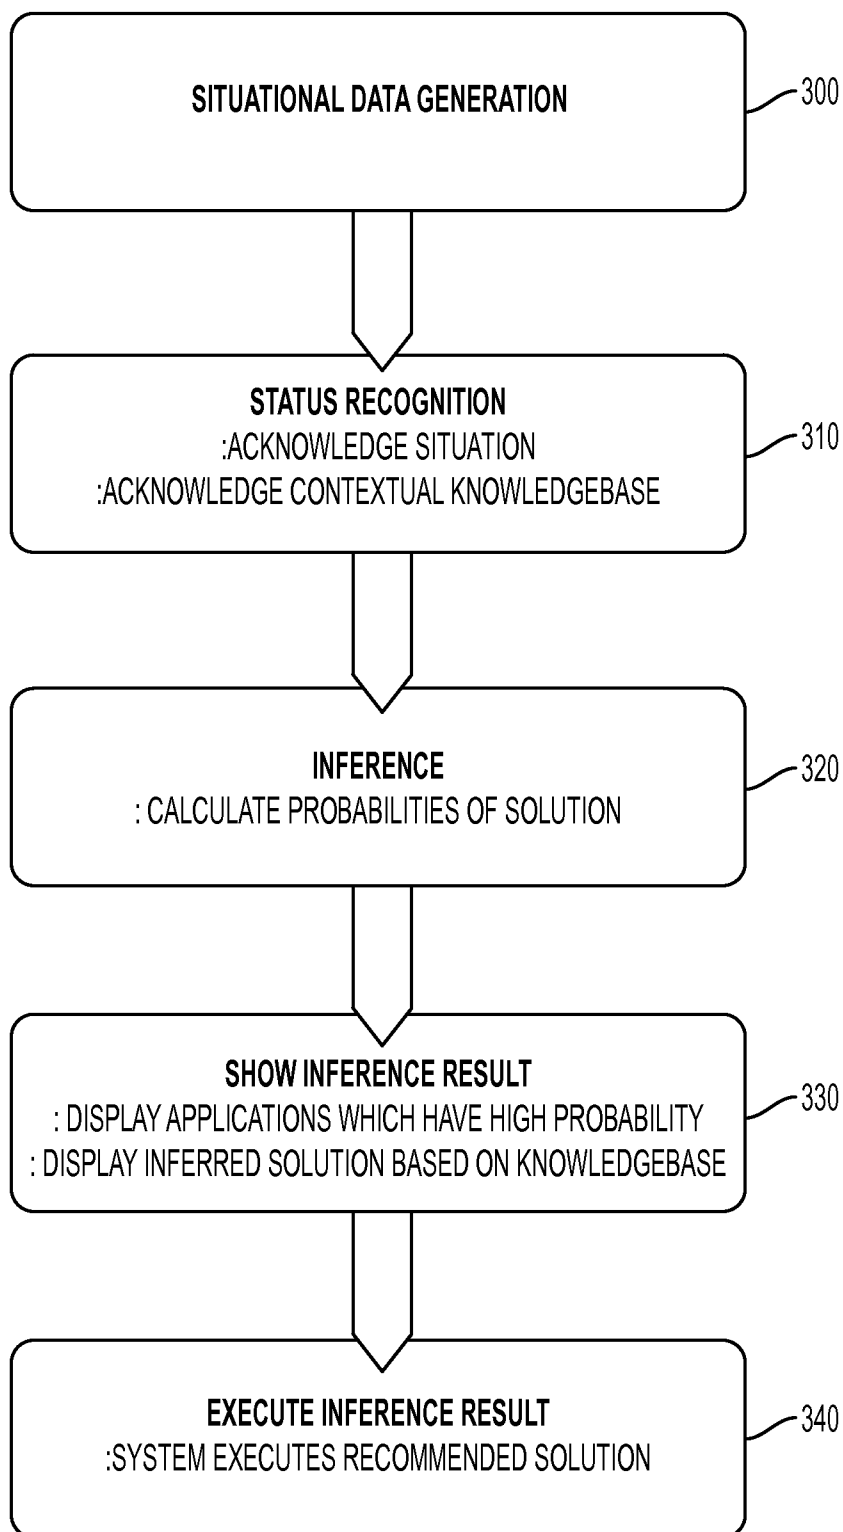 SITUATIONAL DATA GENERATION
300
STATUS RECOGNITION
:ACKNOWLEDGE SITUATION
:ACKNOWLEDGE CONTEXTUAL KNOWLEDGEBASE
310
INFERENCE
: CALCULATE PROBABILITIES OF SOLUTION
320
SHOW INFERENCE RESULT
: DISPLAY APPLICATIONS WHICH HAVE HIGH PROBABILITY
: DISPLAY INFERRED SOLUTION BASED ON KNOWLEDGEBASE
330
EXECUTE INFERENCE RESULT
:SYSTEM EXECUTES RECOMMENDED SOLUTION
340